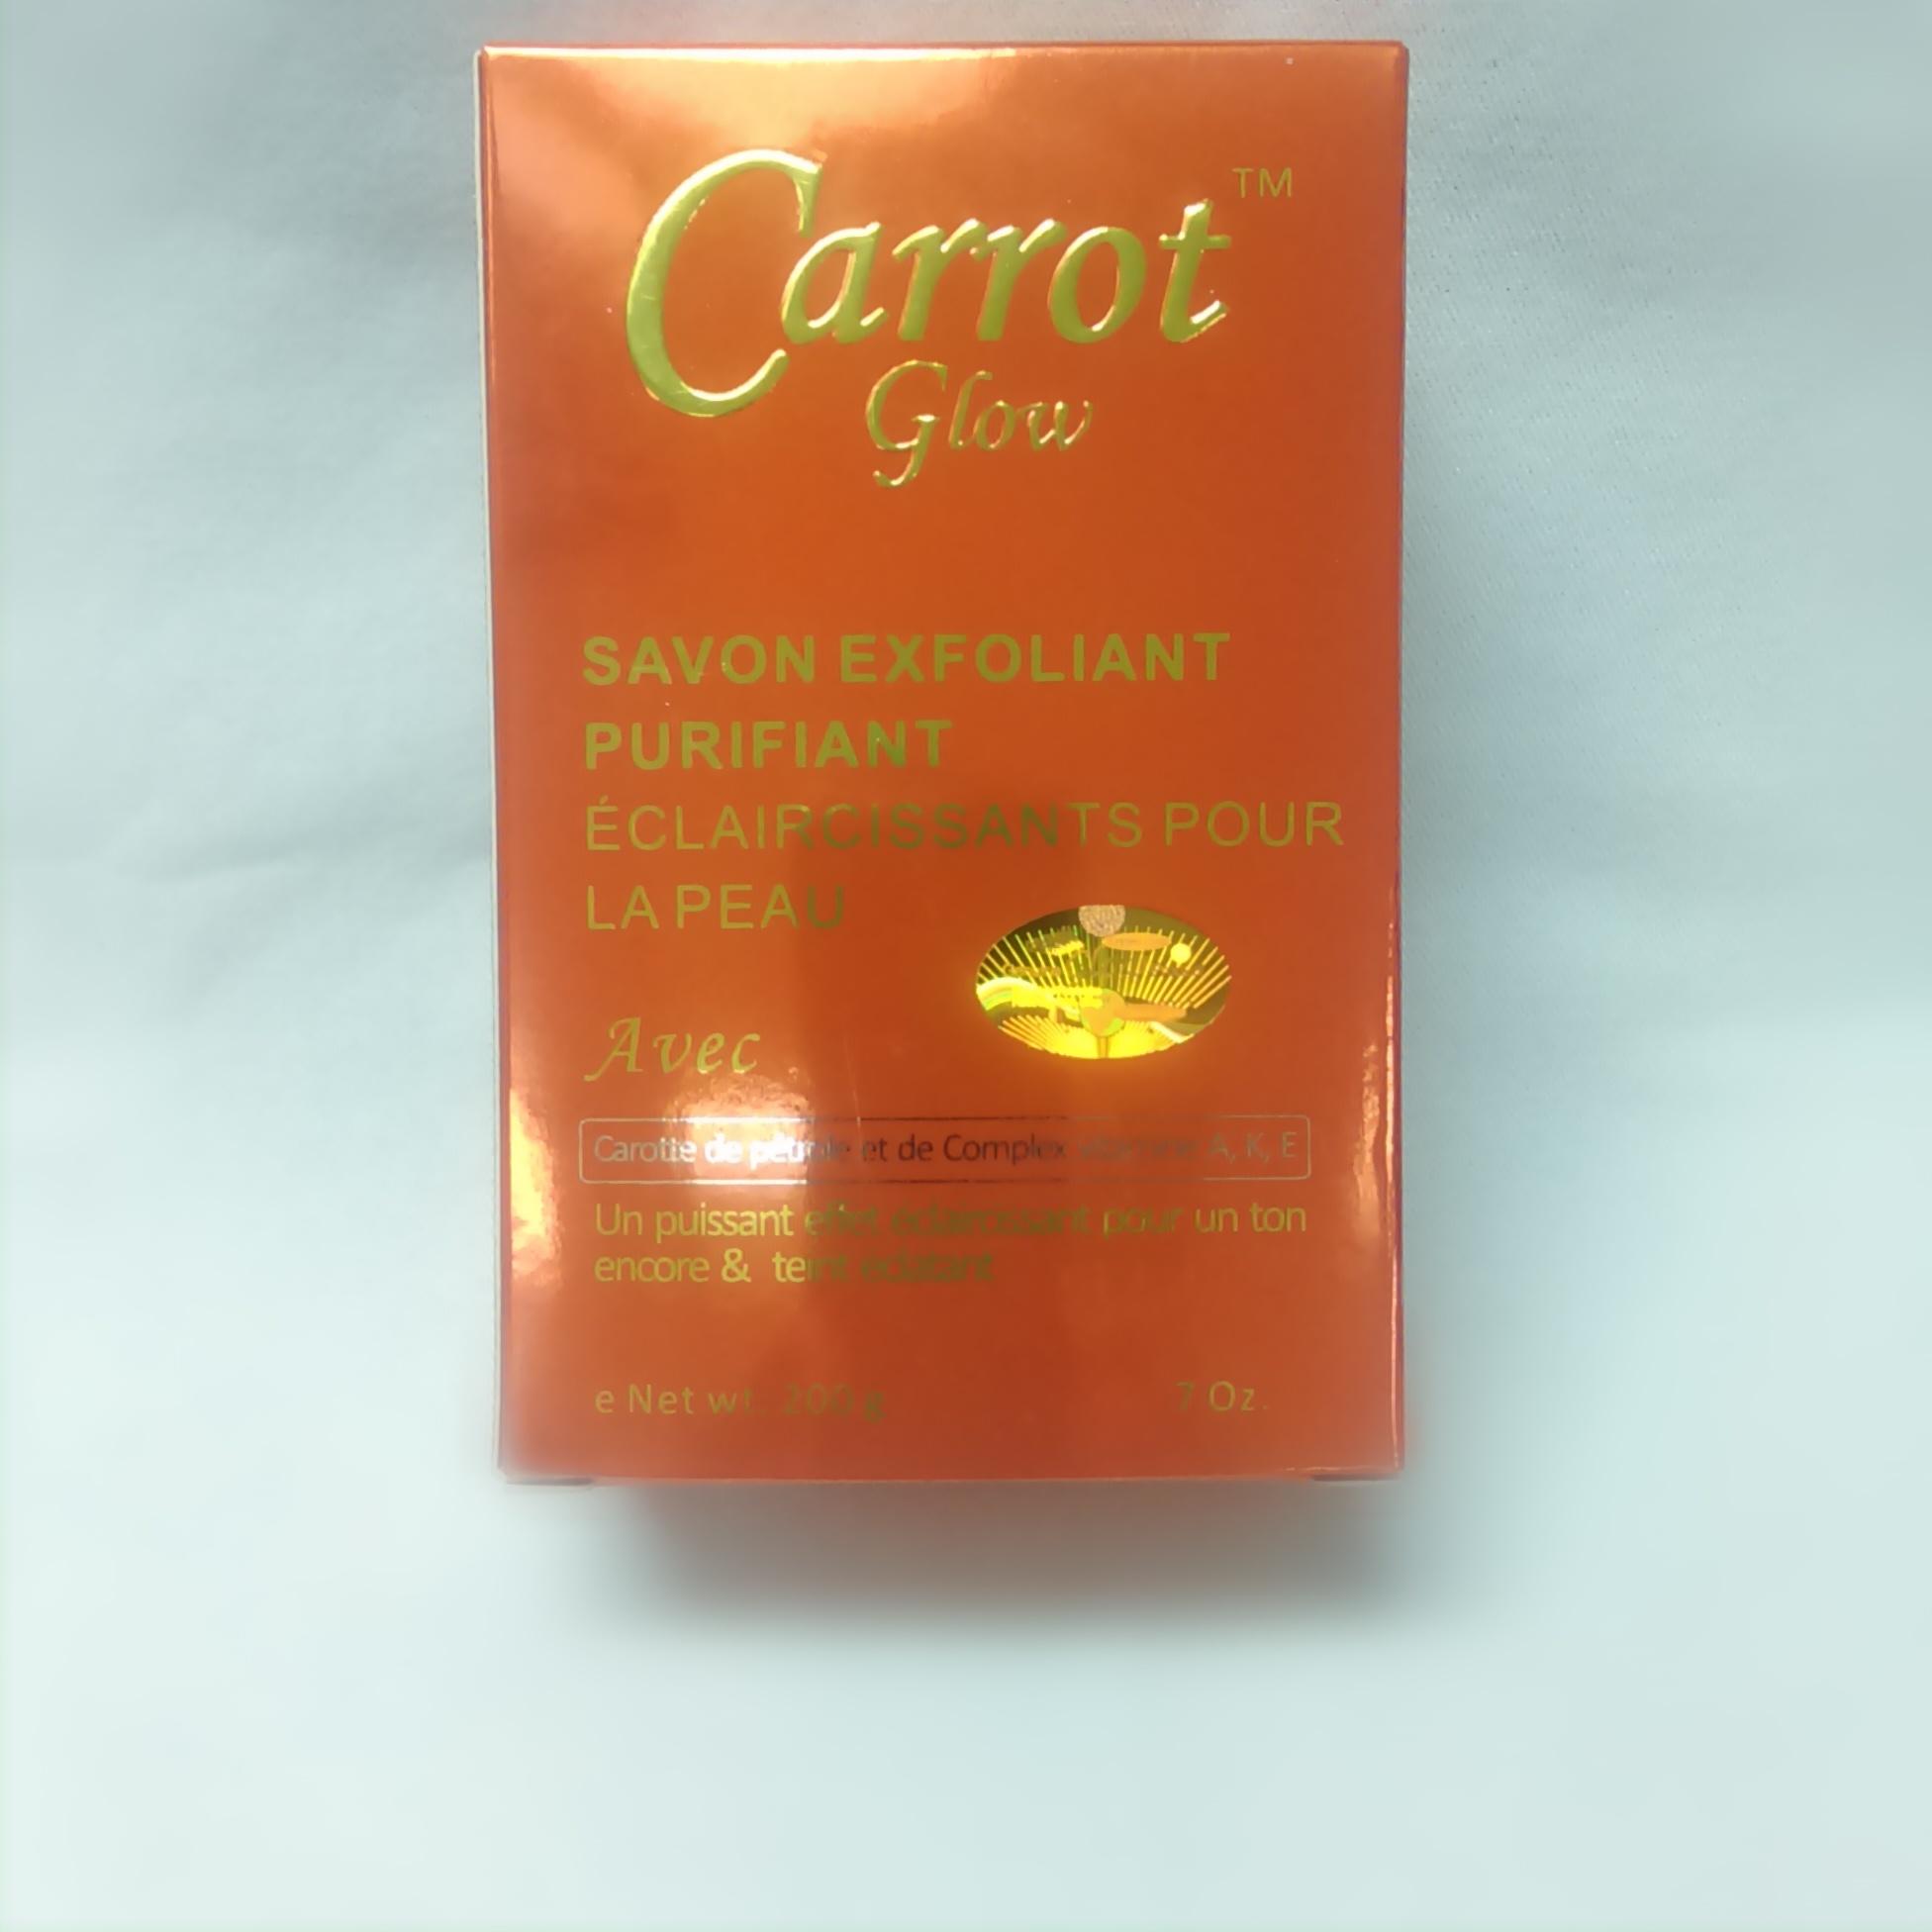 Carrot TM
Glow
SAVON EXFOLIANT
PURIFIANT
ÉCLAIRCISSANTS POUR
LA PEAU
Avec
Carotte de pétrole et de Complex vitamine A, K, E
Un puissant effet éclaircissant pour un ton
encore & teint éclatant
e Net wt. 200 g 7 Oz.